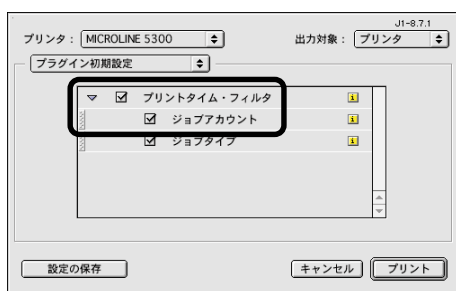 J1-8.7.1
プリンタ： MICROLINE 5300 出力対象： プリンタ
プラグイン初期設定
プリントタイム・フィルタ
ジョブアカウント
ジョブタイプ
設定の保存 キャンセル プリント